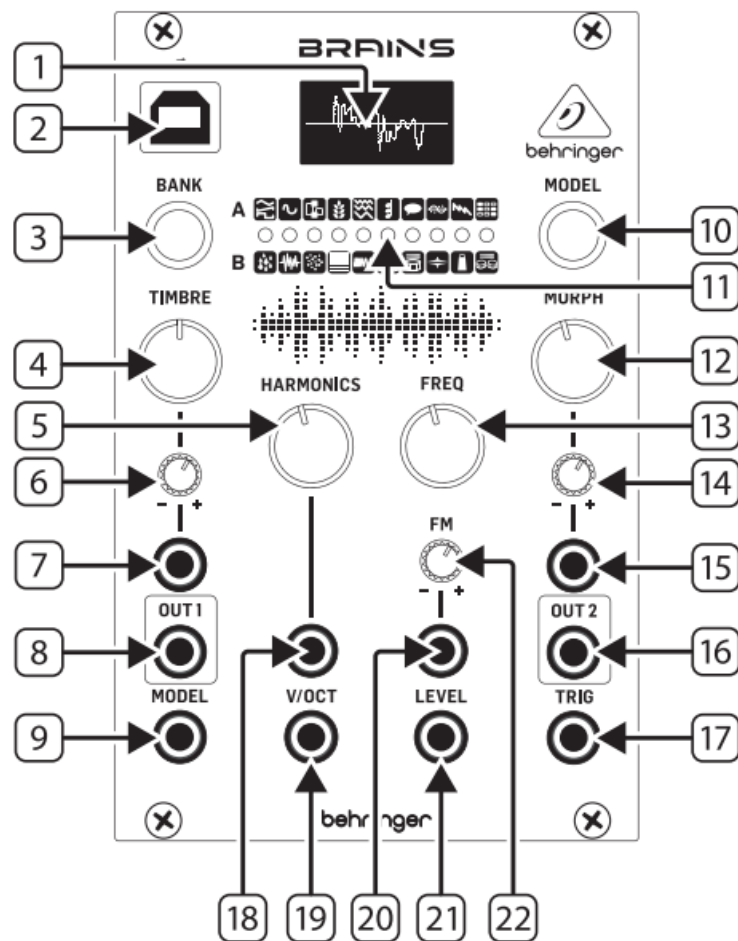 BRAINS
1
2
behringer
BANK
MODEL
A
3
10
B
11
TIMBRE
MORPH
4
12
HARMONICS
FREQ
5
13
6
14
- +
- +
FM
7
15
- +
OUT 1
OUT 2
8
16
MODEL
V/OCT
LEVEL
TRIG
9
17
behringer
18
19
20
21
22